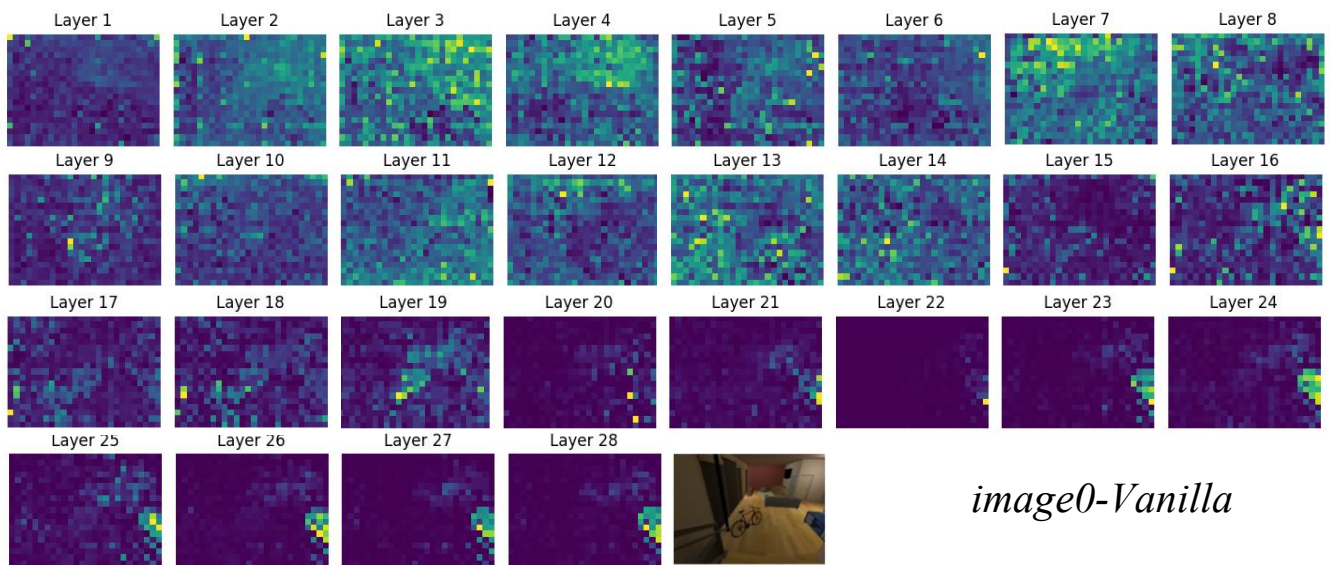 Layer 1 Layer 2 Layer 3 Layer 4 Layer 5 Layer 6 Layer 7 Layer 8
Layer 9 Layer 10 Layer 11 Layer 12 Layer 13 Layer 14 Layer 15 Layer 16
Layer 17 Layer 18 Layer 19 Layer 20 Layer 21 Layer 22 Layer 23 Layer 24
Layer 25 Layer 26 Layer 27 Layer 28
image0-Vanilla